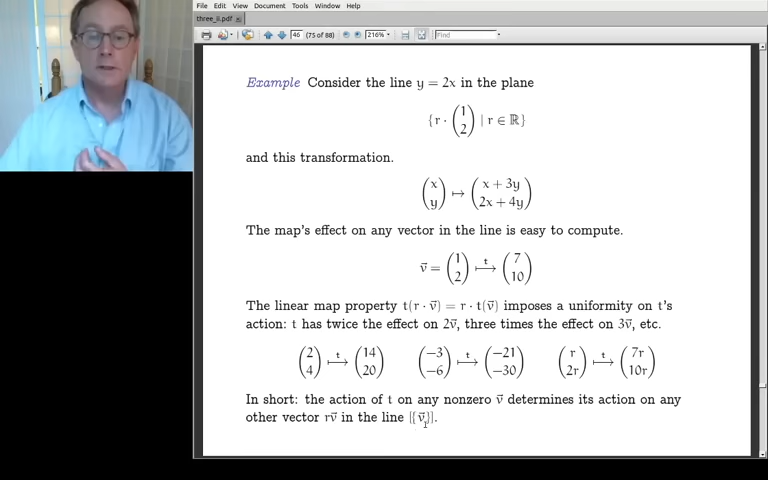 File Edit View Document Tools Window Help
three_ii.pdf
46 (75 of 88) 216% Find
Example Consider the line y = 2x in the plane
{r · (1 2) | r ∈ ℝ}
and this transformation.
(x y) ↦ (x + 3y 2x + 4y)
The map's effect on any vector in the line is easy to compute.
v⃗ = (1 2) t⟼ (7 10)
The linear map property t(r · v⃗) = r · t(v⃗) imposes a uniformity on t's
action: t has twice the effect on 2v⃗, three times the effect on 3v⃗, etc.
(2 4) t⟼ (14 20) (−3 −6) t⟼ (−21 −30) (r 2r) t⟼ (7r 10r)
In short: the action of t on any nonzero v⃗ determines its action on any
other vector rv⃗ in the line [{v⃗}].